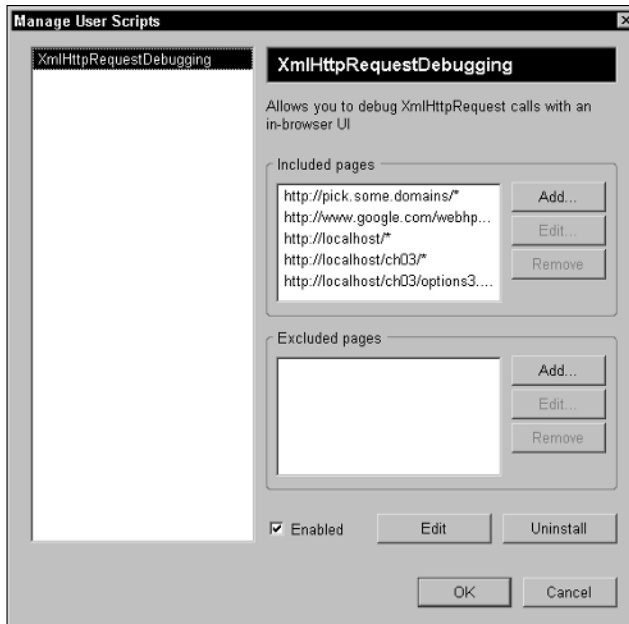 Manage User Scripts
XmlHttpRequestDebugging
XmlHttpRequestDebugging
Allows you to debug XmlHttpRequest calls with an
in-browser UI
Included pages
http://pick.some.domains/*
http://www.google.com/webhp...
http://localhost/*
http://localhost/ch03/*
http://localhost/ch03/options3....
Add...
Edit...
Remove
Excluded pages
Add...
Edit...
Remove
Enabled
Edit
Uninstall
OK
Cancel